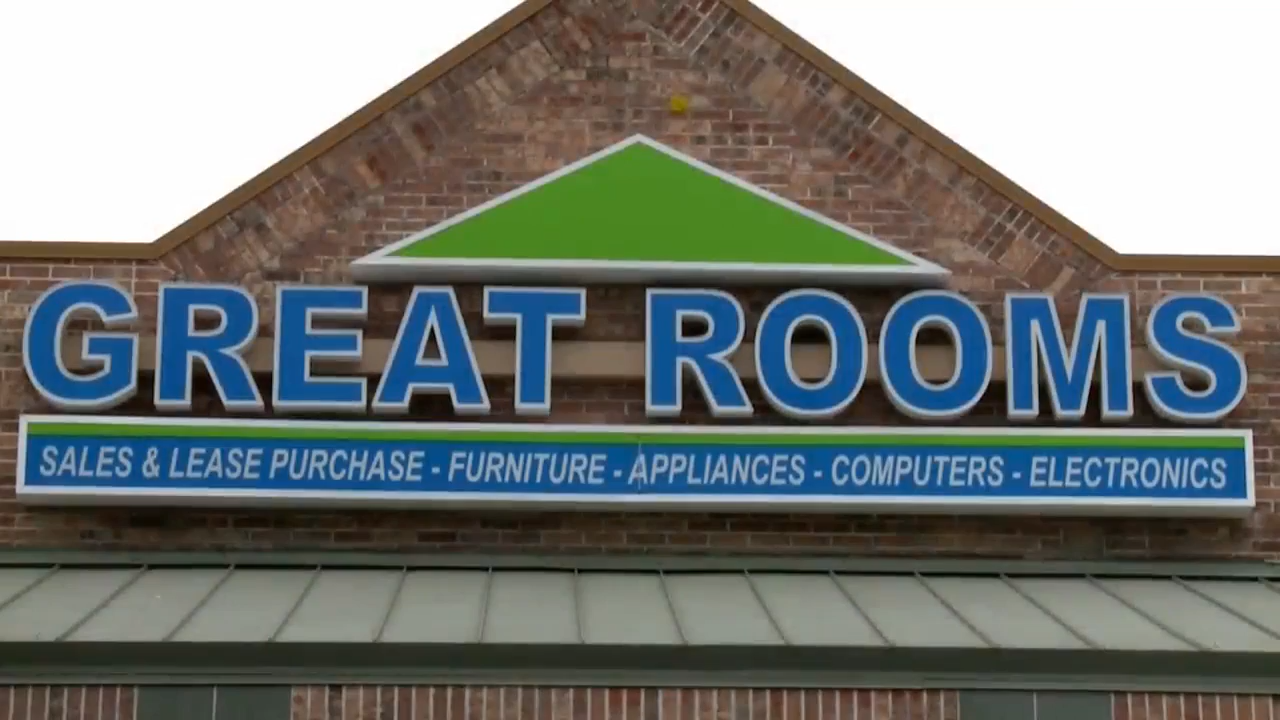 GREAT ROOMS
SALES & LEASE PURCHASE - FURNITURE - APPLIANCES - COMPUTERS - ELECTRONICS